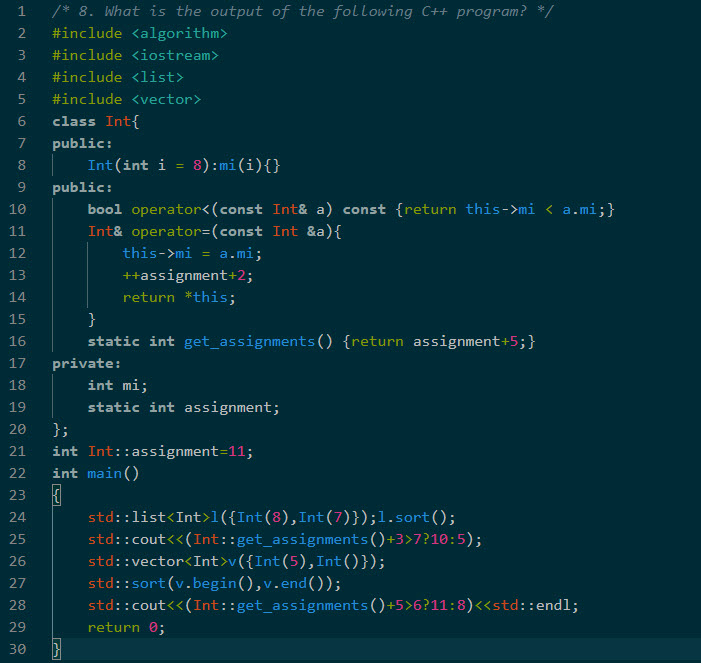 1 /* 8. What is the output of the following C++ program? */
2 #include <algorithm>
3 #include <iostream>
4 #include <list>
5 #include <vector>
6 class Int{
7 public:
8     Int(int i = 8):mi(i){}
9 public:
10     bool operator<(const Int& a) const {return this->mi < a.mi;}
11     Int& operator=(const Int &a){
12         this->mi = a.mi;
13         ++assignment+2;
14         return *this;
15     }
16     static int get_assignments() {return assignment+5;}
17 private:
18     int mi;
19     static int assignment;
20 };
21 int Int::assignment=11;
22 int main()
23 {
24     std::list<Int>l({Int(8),Int(7)});l.sort();
25     std::cout<<(Int::get_assignments()+3>7?10:5);
26     std::vector<Int>v({Int(5),Int()});
27     std::sort(v.begin(),v.end());
28     std::cout<<(Int::get_assignments()+5>6?11:8)<<std::endl;
29     return 0;
30 }